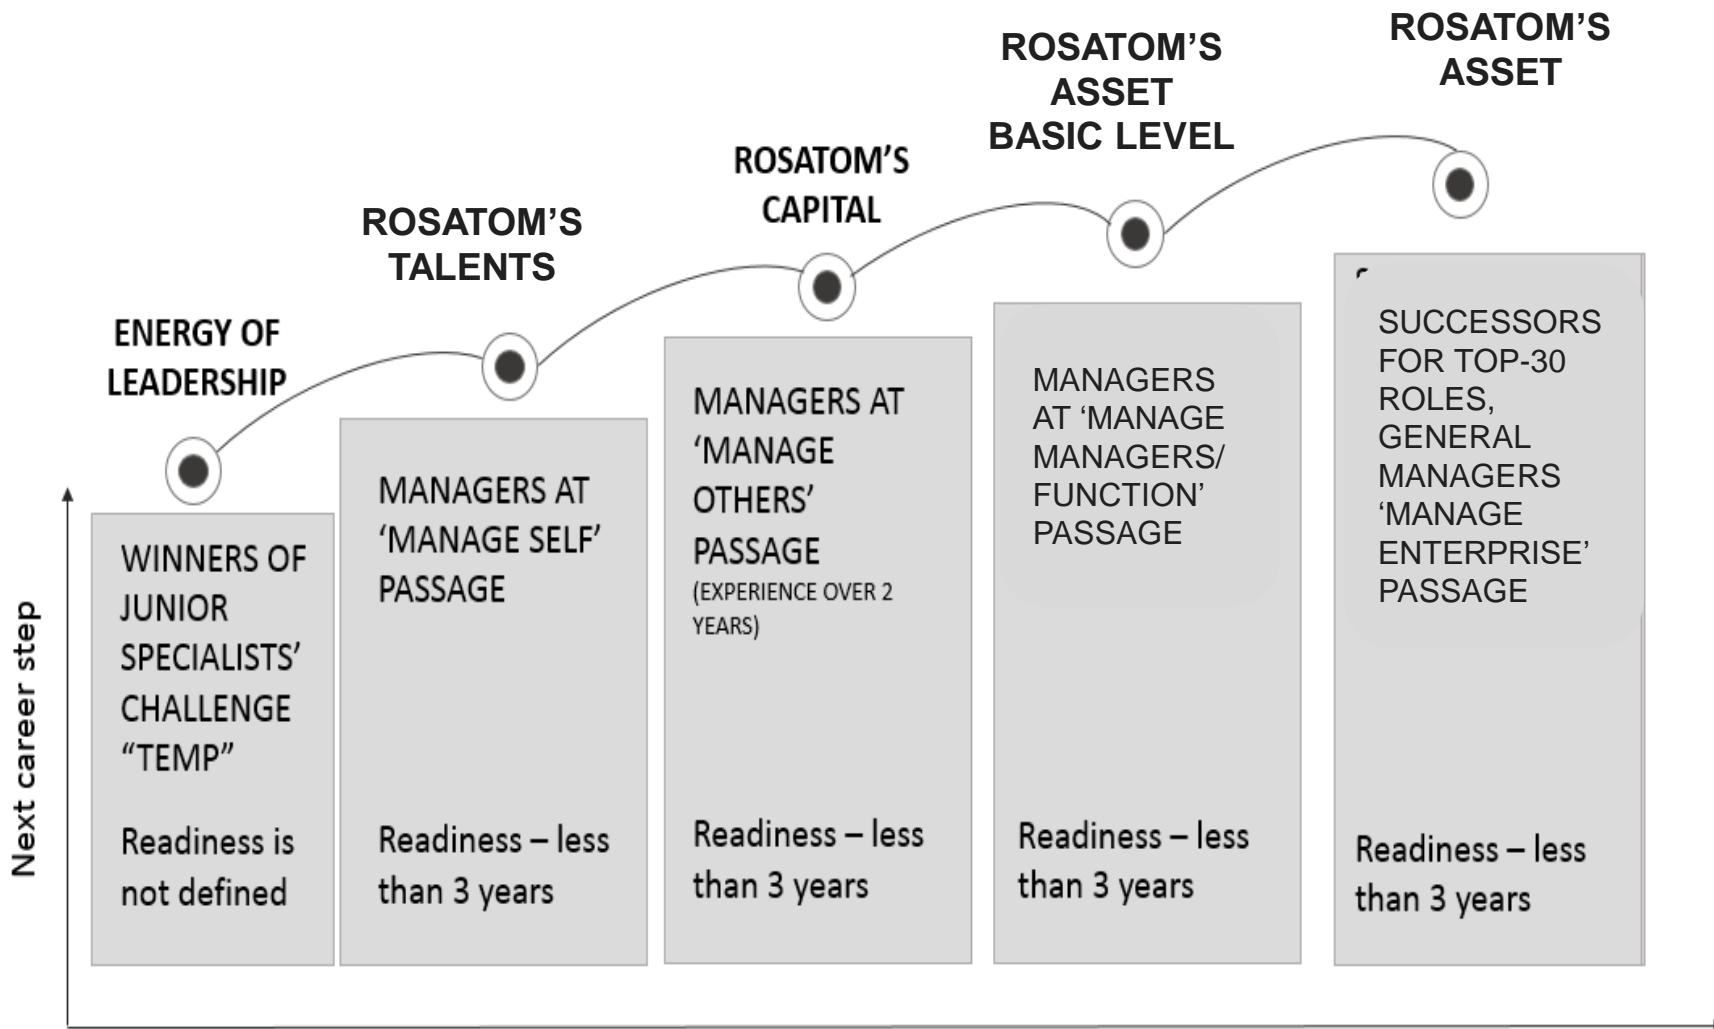 ENERGY OF
LEADERSHIP
WINNERS OF
JUNIOR
SPECIALISTS’
CHALLENGE
“TEMP”
Readiness is
not defined
ROSATOM’S
TALENTS
MANAGERS AT
‘MANAGE SELF’
PASSAGE
Readiness – less
than 3 years
ROSATOM’S
CAPITAL
MANAGERS AT
‘MANAGE
OTHERS’
PASSAGE
(EXPERIENCE OVER 2
YEARS)
Readiness – less
than 3 years
ROSATOM’S
ASSET
BASIC LEVEL
MANAGERS
AT ‘MANAGE
MANAGERS/
FUNCTION’
PASSAGE
Readiness – less
than 3 years
ROSATOM’S
ASSET
SUCCESSORS
FOR TOP-30
ROLES,
GENERAL
MANAGERS
‘MANAGE
ENTERPRISE’
PASSAGE
Readiness – less
than 3 years
Next career step